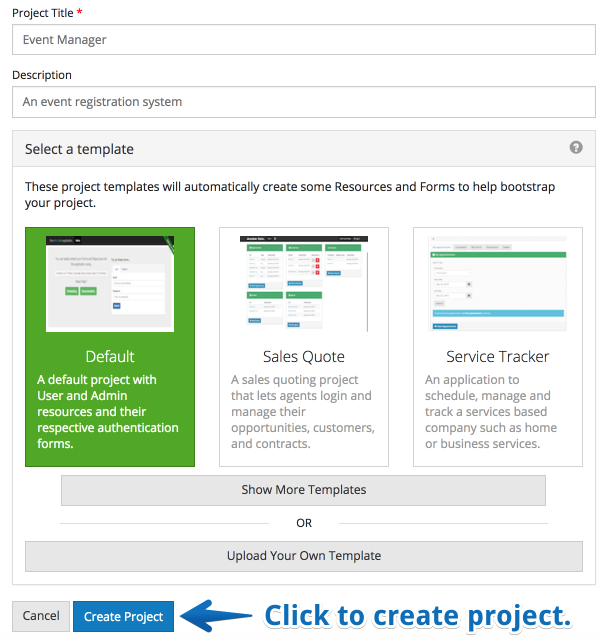 Project Title *
Event Manager
Description
An event registration system
Select a template
These project templates will automatically create some Resources and Forms to help bootstrap
your project.
Default
A default project with
User and Admin
resources and their
respective authentication
forms.
Sales Quote
A sales quoting project
that lets agents login and
manage their
opportunities, customers,
and contracts.
Service Tracker
An application to
schedule, manage and
track a services based
company such as home
or business services.
Show More Templates
OR
Upload Your Own Template
Cancel
Create Project
Click to create project.